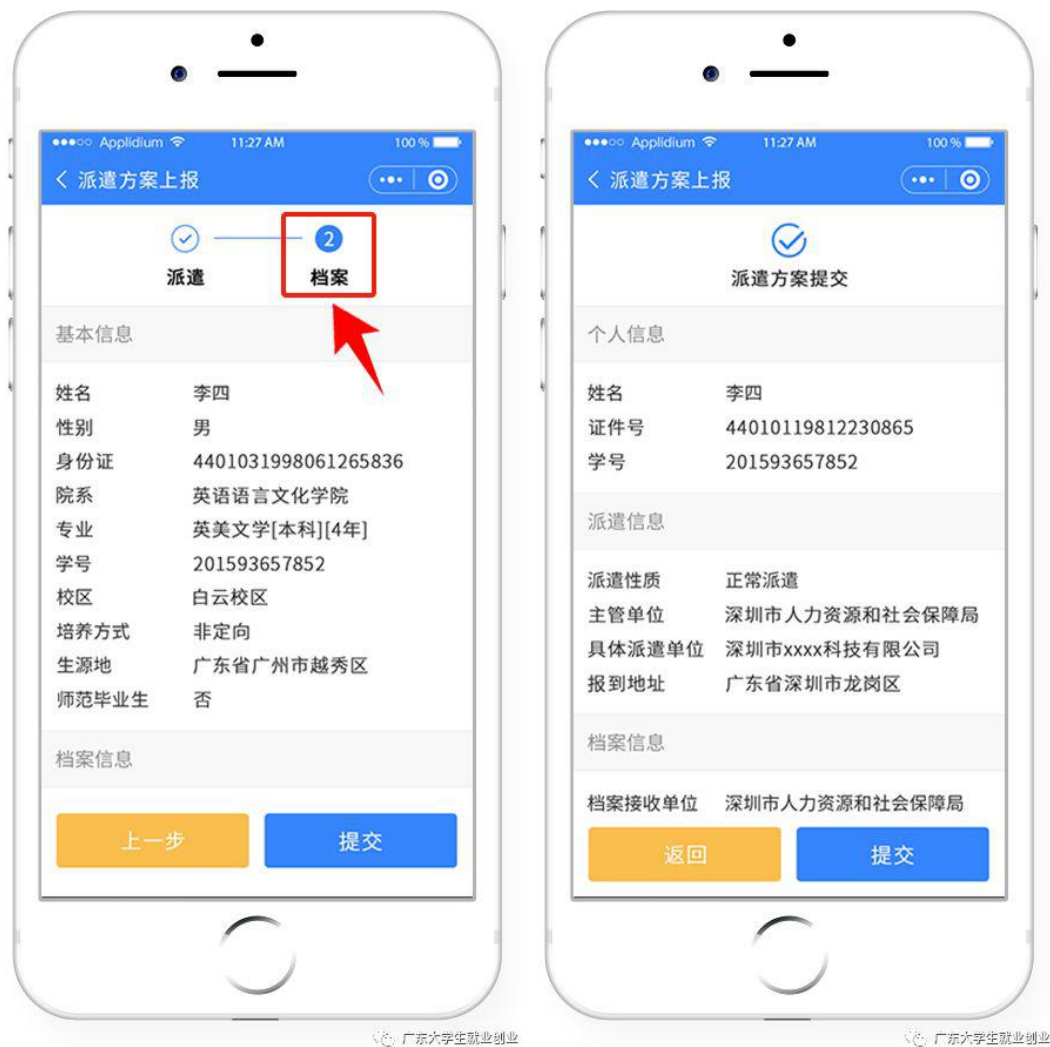 Applidium 11:27 AM 100 %
派遣方案上报
2
派遣 档案
基本信息
姓名 李四
性别 男
身份证 4401031998061265836
院系 英语语言文化学院
专业 英美文学[本科][4年]
学号 201593657852
校区 白云校区
培养方式 非定向
生源地 广东省广州市越秀区
师范毕业生 否
档案信息
上一步 提交
广东大学生就业创业
Applidium 11:27 AM 100 %
派遣方案上报
派遣方案提交
个人信息
姓名 李四
证件号 44010119812230865
学号 201593657852
派遣信息
派遣性质 正常派遣
主管单位 深圳市人力资源和社会保障局
具体派遣单位 深圳市xxxx科技有限公司
报到地址 广东省深圳市龙岗区
档案信息
档案接收单位 深圳市人力资源和社会保障局
返回 提交
广东大学生就业创业